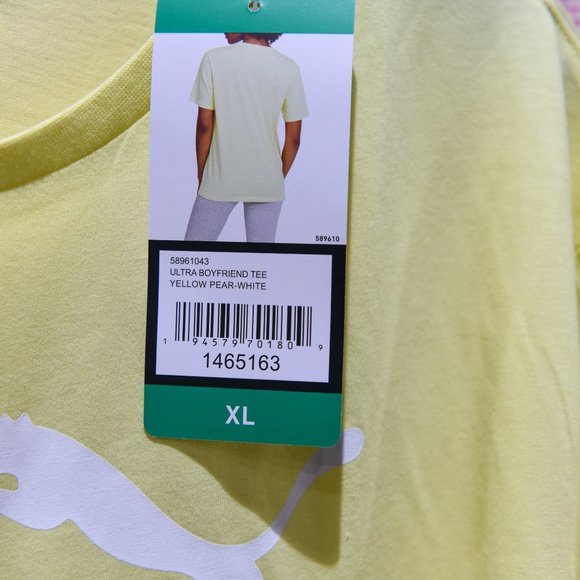 589610
58961043
ULTRA BOYFRIEND TEE
YELLOW PEAR-WHITE
1 94579 70180 9
1465163
XL